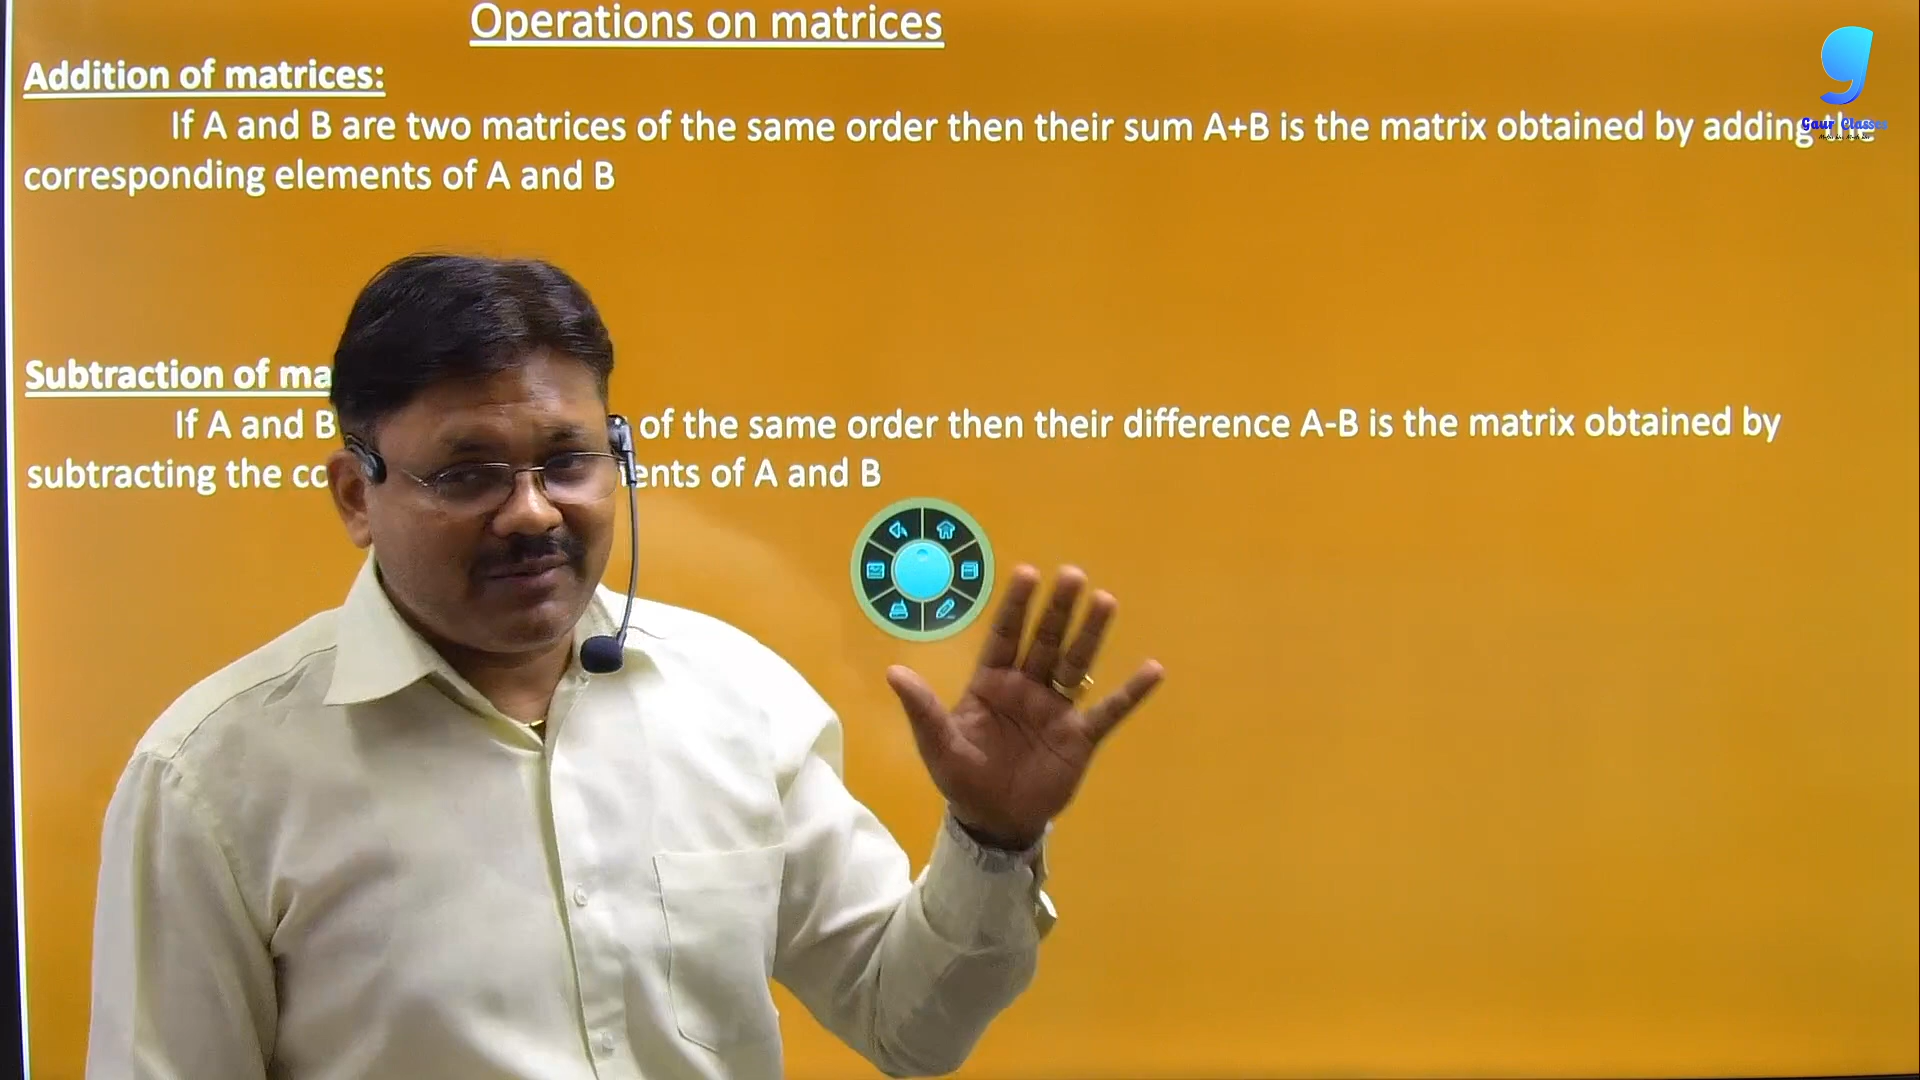 Operations on matrices
Addition of matrices:
If A and B are two matrices of the same order then their sum A+B is the matrix obtained by adding
corresponding elements of A and B
Gaur Classes
Subtraction of ma
If A and B of the same order then their difference A-B is the matrix obtained by
subtracting the co ents of A and B